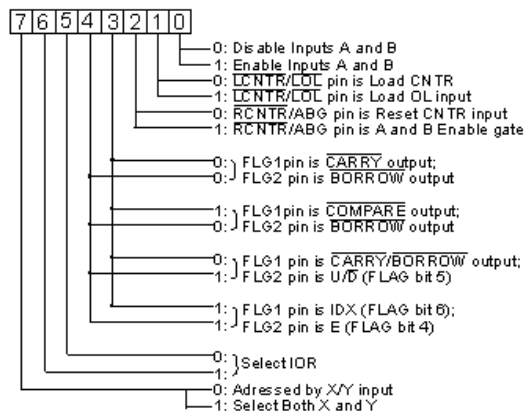 7 6 5 4 3 2 1 0
0: Disable Inputs A and B
1: Enable Inputs A and B
0: LCNTR/LOL pin is Load CNTR
1: LCNTR/LOL pin is Load OL input
0: RCNTR/ABG pin is Reset CNTR input
1: RCNTR/ABG pin is A and B Enable gate
0: FLG1pin is CARRY output;
0: FLG2 pin is BORROW output
1: FLG1pin is COMPARE output;
0: FLG2 pin is BORROW output
0: FLG1 pin is CARRY/BORROW output;
1: FLG2 pin is U/D (FLAG bit 5)
1: FLG1 pin is IDX (FLAG bit 6);
1: FLG2 pin is E (FLAG bit 4)
0: Select IOR
1:
0: Adressed by X/Y input
1: Select Both X and Y